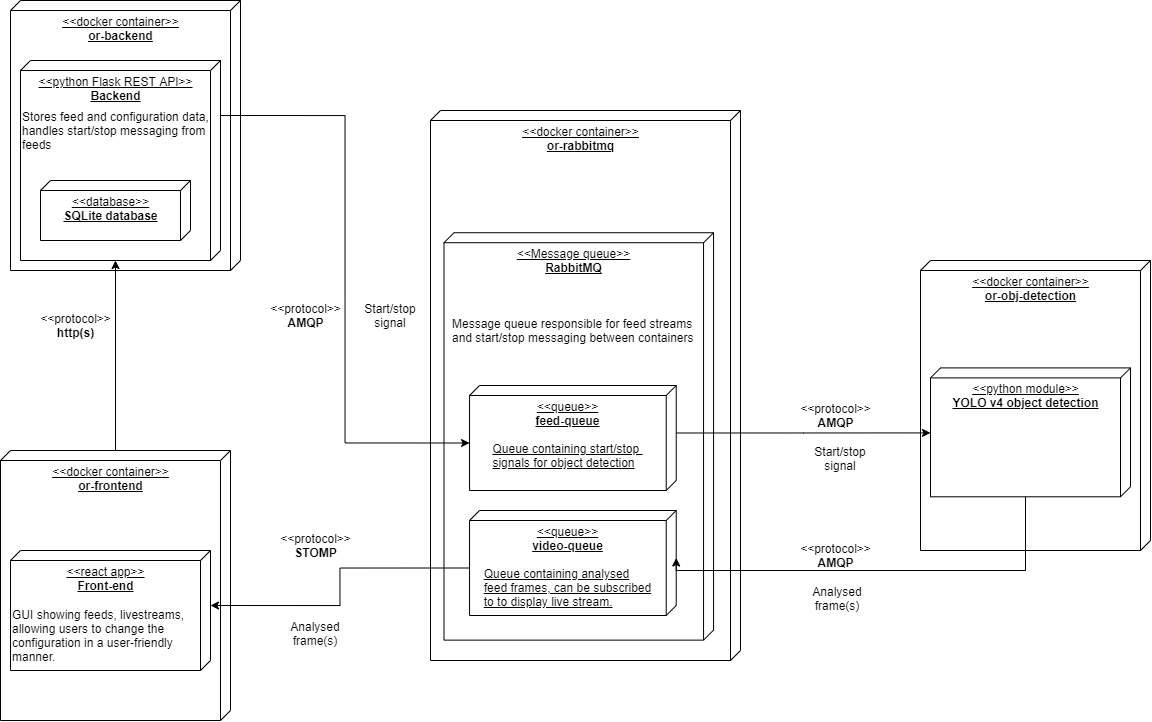 <<docker container>>
or-backend
<<python Flask REST API>>
Backend
Stores feed and configuration data,
handles start/stop messaging from
feeds
<<database>>
SQLite database
<<protocol>>
http(s)
<<protocol>>
AMQP
Start/stop
signal
<<docker container>>
or-rabbitmq
<<Message queue>>
RabbitMQ
Message queue responsible for feed streams
and start/stop messaging between containers
<<queue>>
feed-queue
Queue containing start/stop
signals for object detection
<<queue>>
video-queue
Queue containing analysed
feed frames, can be subscribed
to to display live stream.
<<protocol>>
AMQP
Start/stop
signal
<<docker container>>
or-obj-detection
<<python module>>
YOLO v4 object detection
<<protocol>>
AMQP
Analysed
frame(s)
<<docker container>>
or-frontend
<<react app>>
Front-end
GUI showing feeds, livestreams,
allowing users to change the
configuration in a user-friendly
manner.
<<protocol>>
STOMP
Analysed
frame(s)